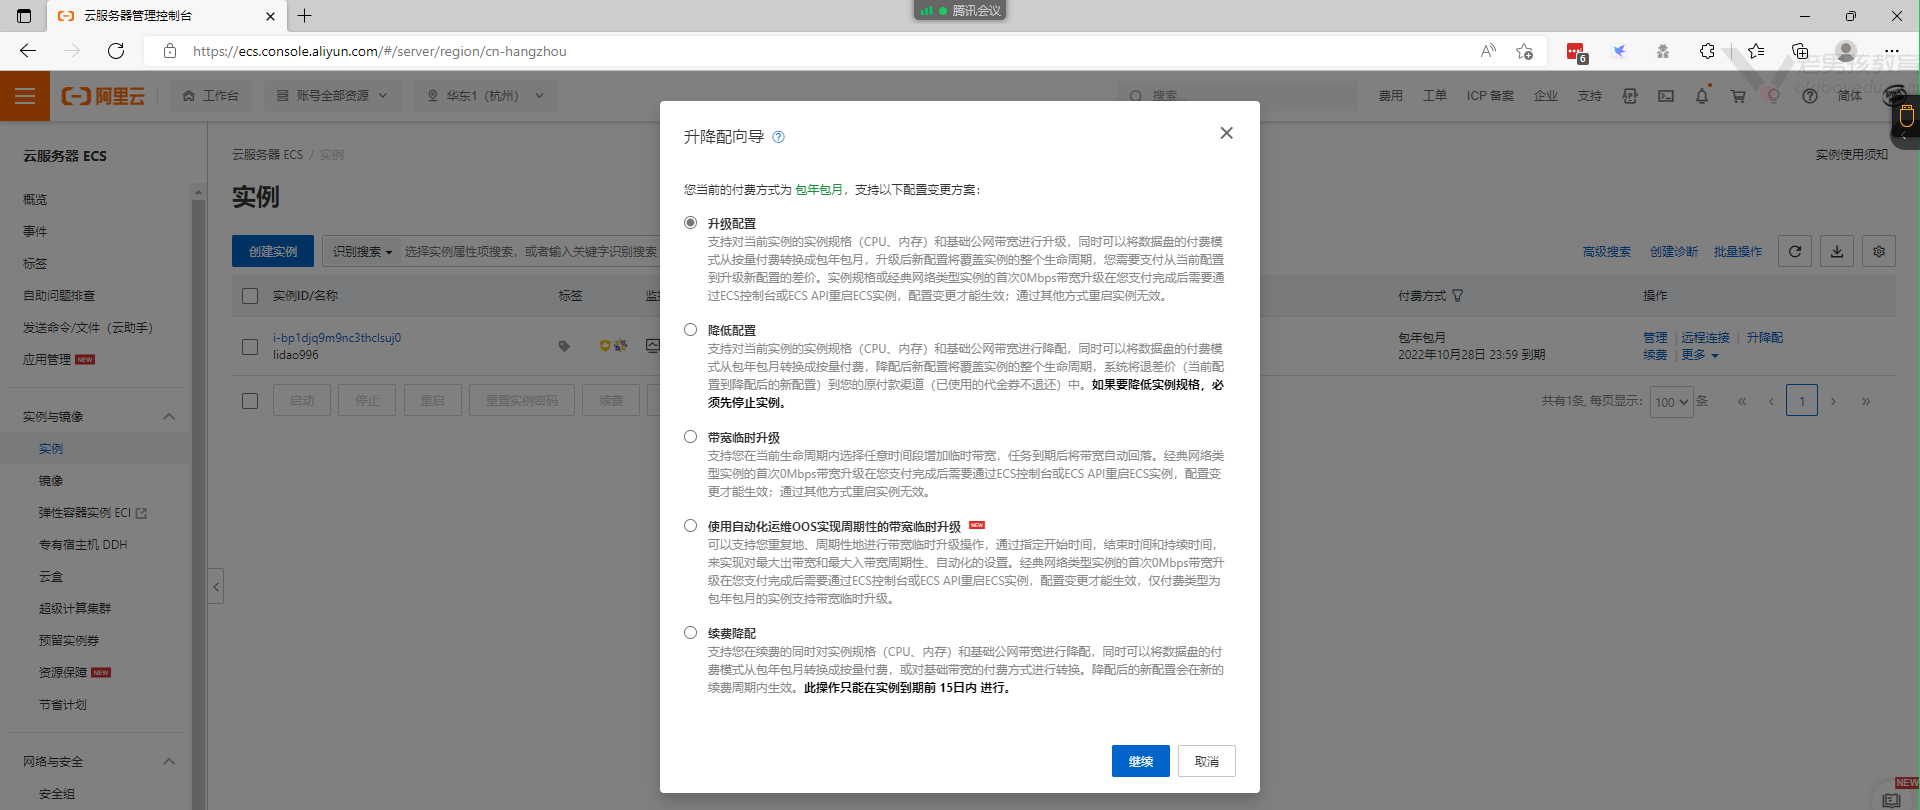 云服务器管理控制台
腾讯会议
https://ecs.console.aliyun.com/#/server/region/cn-hangzhou
6
老男孩教育
oldboyedu.com
阿里云
工作台
账号全部资源
华东1（杭州）
搜索...
费用
工单
ICP 备案
企业
支持
简体
云服务器 ECS
云服务器 ECS / 实例
实例使用须知
实例
概览
事件
标签
自助问题排查
发送命令/文件（云助手）
应用管理 NEW
实例与镜像
实例
镜像
弹性容器实例 ECI
专有宿主机 DDH
云盒
超级计算集群
预留实例券
资源保障 NEW
节省计划
网络与安全
安全组
创建实例
识别搜索
选择实例属性项搜索，或者输入关键字识别搜索
高级搜索
创建诊断
批量操作
实例ID/名称
标签
付费方式
操作
i-bp1djq9m9nc3thclsuj0
lidao996
包年包月
2022年10月28日 23:59 到期
管理 | 远程连接 | 升降配
续费 | 更多
启动
停止
重启
重置实例密码
续费
共有1条, 每页显示: 100 条 « ‹ 1 › »
升降配向导
您当前的付费方式为 包年包月，支持以下配置变更方案：
升级配置
支持对当前实例的实例规格（CPU、内存）和基础公网带宽进行升级，同时可以将数据盘的付费模
式从按量付费转换成包年包月，升级后新配置将覆盖实例的整个生命周期，您需要支付从当前配置
到升级新配置的差价。实例规格或经典网络类型实例的首次0Mbps带宽升级在您支付完成后需要通
过ECS控制台或ECS API重启ECS实例，配置变更才能生效；通过其他方式重启实例无效。
降低配置
支持对当前实例的实例规格（CPU、内存）和基础公网带宽进行降配，同时可以将数据盘的付费模
式从包年包月转换成按量付费，降配后新配置将覆盖实例的整个生命周期，系统将退差价（当前配
置到降配后的新配置）到您的原付款渠道（已使用的代金券不退还）中。如果要降低实例规格，必
须先停止实例。
带宽临时升级
支持您在当前生命周期内选择任意时间段增加临时带宽，任务到期后将带宽自动回落。经典网络类
型实例的首次0Mbps带宽升级在您支付完成后需要通过ECS控制台或ECS API重启ECS实例，配置变
更才能生效；通过其他方式重启实例无效。
使用自动化运维OOS实现周期性的带宽临时升级 NEW
可以支持您重复地、周期性地进行带宽临时升级操作，通过指定开始时间，结束时间和持续时间，
来实现对最大出带宽和最大入带宽周期性、自动化的设置。经典网络类型实例的首次0Mbps带宽升
级在您支付完成后需要通过ECS控制台或ECS API重启ECS实例，配置变更才能生效，仅付费类型为
包年包月的实例支持带宽临时升级。
续费降配
支持您在续费的同时对实例规格（CPU、内存）和基础公网带宽进行降配，同时可以将数据盘的付
费模式从包年包月转换成按量付费，或对基础带宽的付费方式进行转换。降配后的新配置会在新的
续费周期内生效。此操作只能在实例到期前 15日内 进行。
继续
取消
NEW